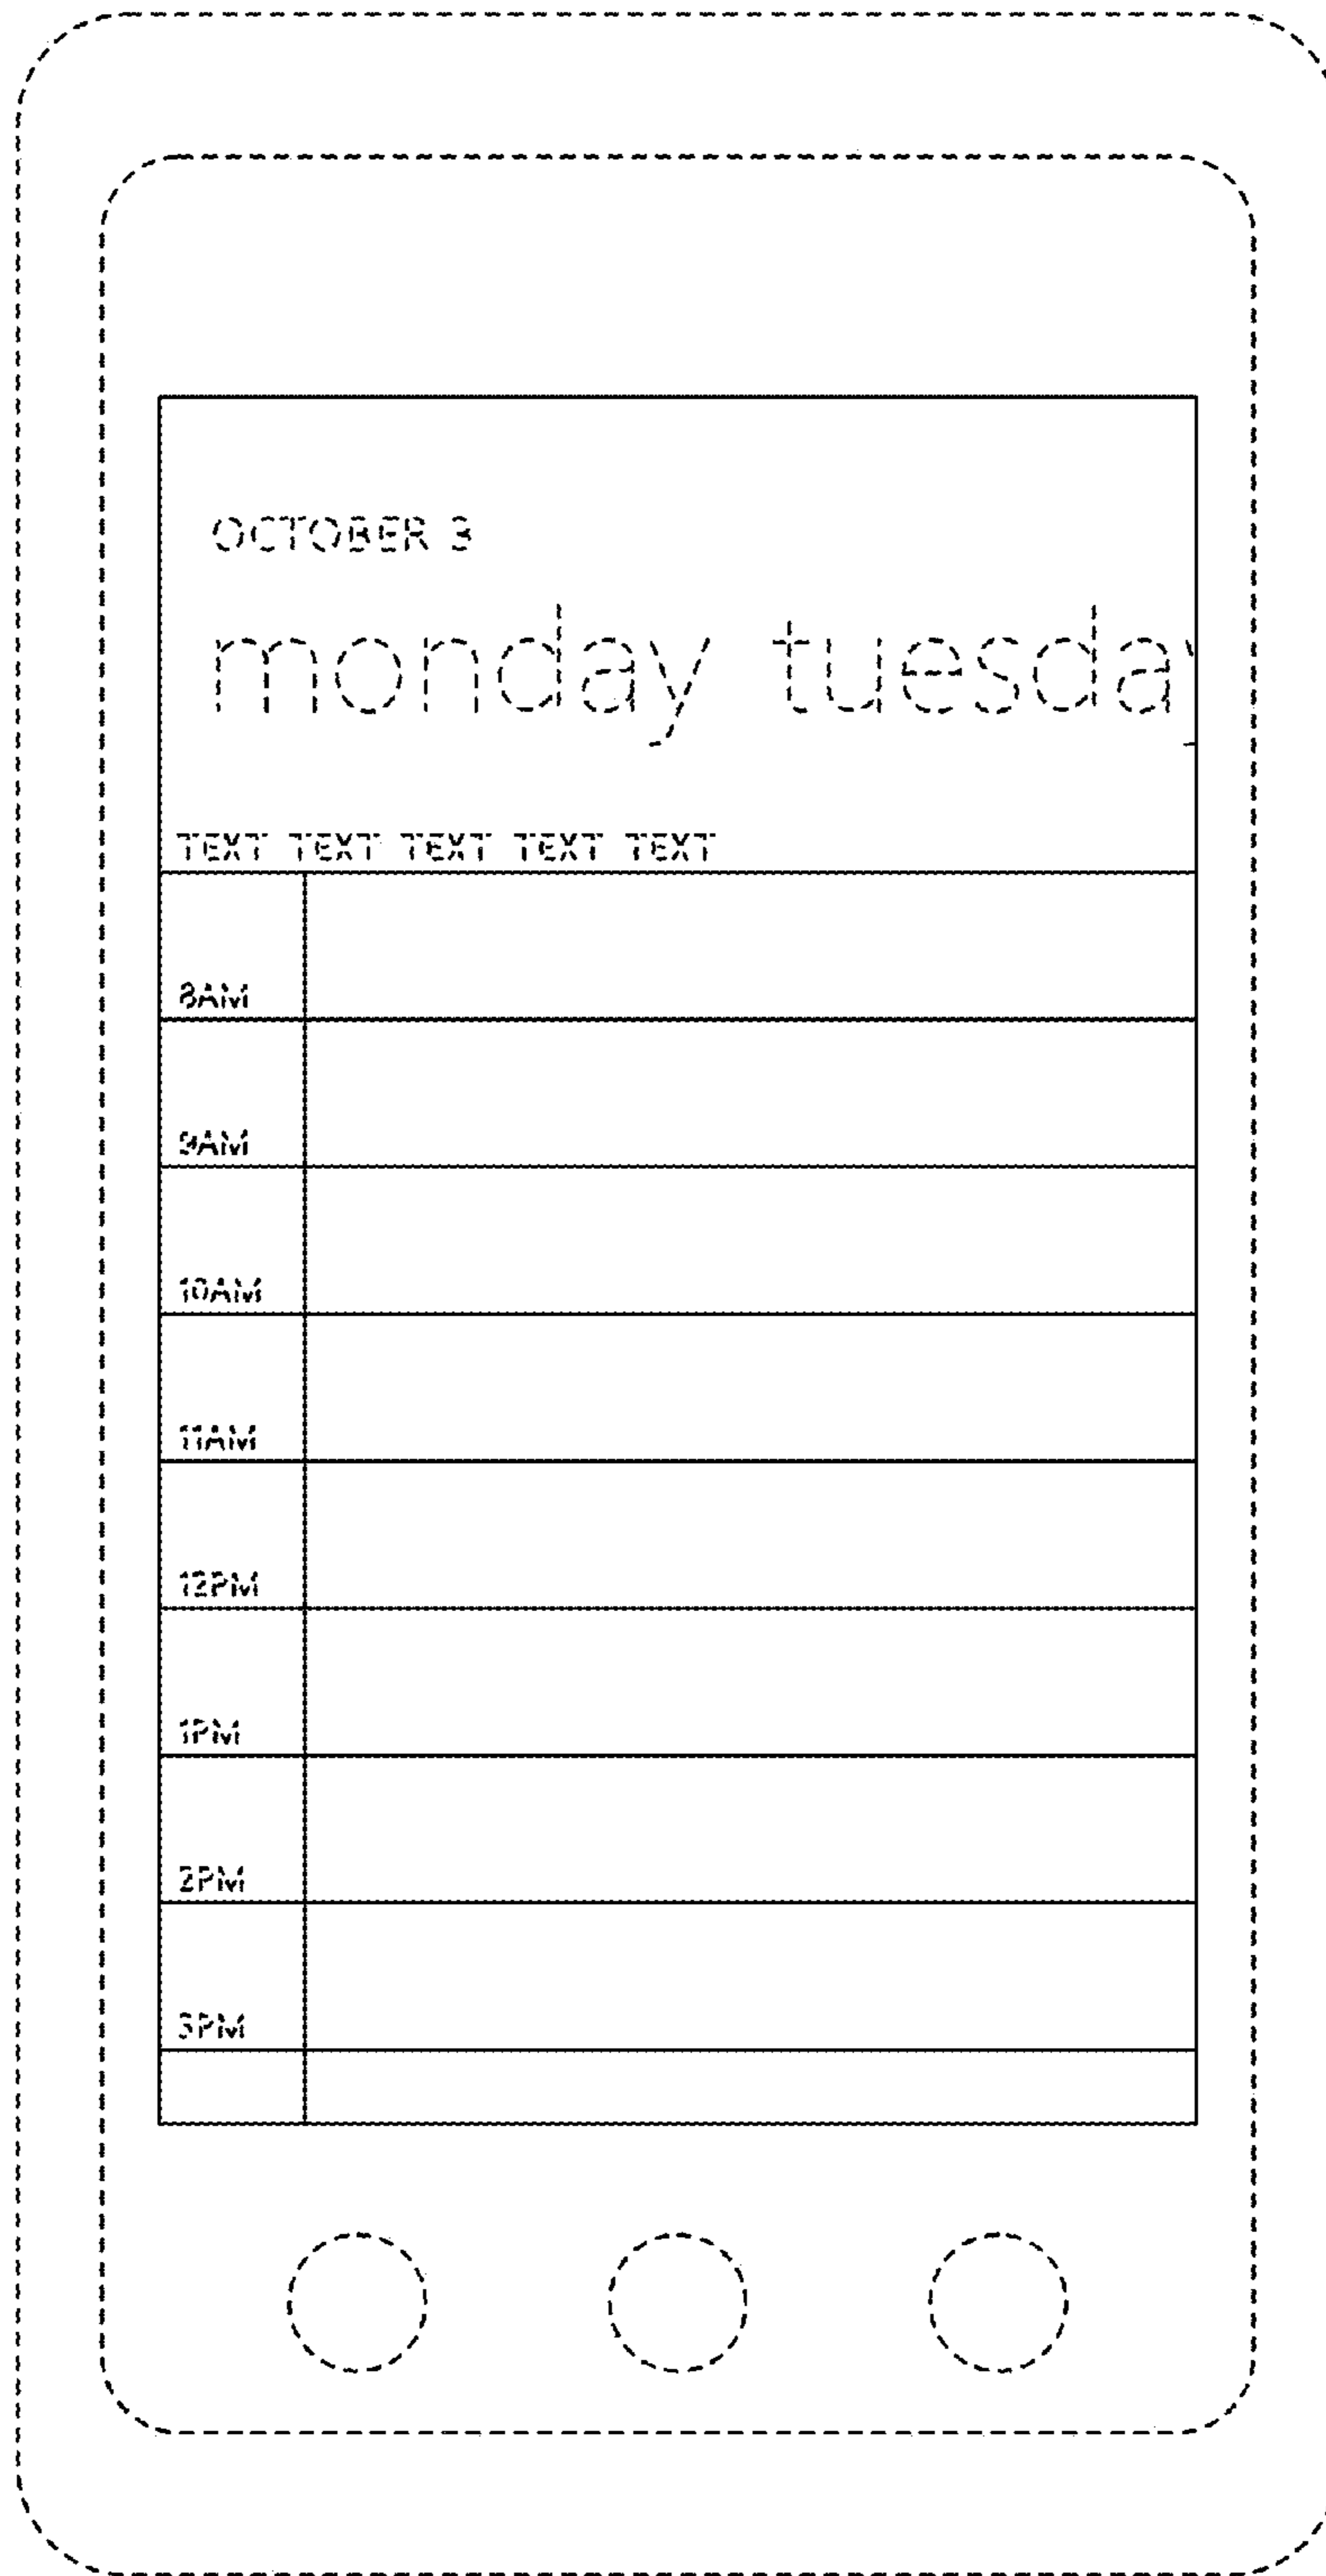 OCTOBER 3
monday tuesday
TEXT TEXT TEXT TEXT TEXT
8AM
9AM
10AM
11AM
12PM
1PM
2PM
3PM